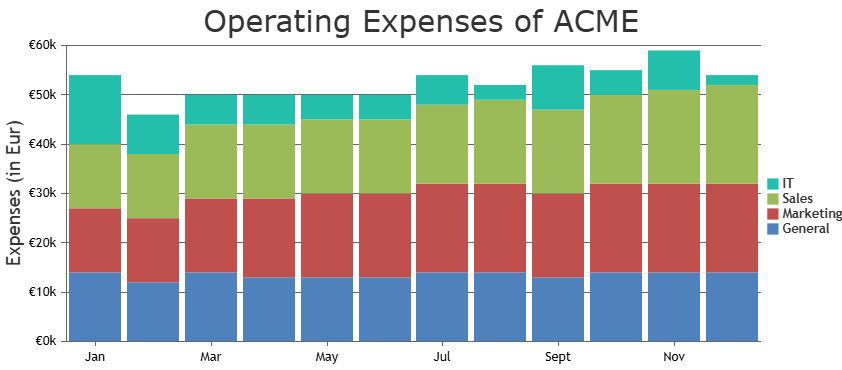 Operating Expenses of ACME
Expenses (in Eur)
€60k
€50k
€40k
€30k
€20k
€10k
€0k
Jan Mar May Jul Sept Nov
IT
Sales
Marketing
General